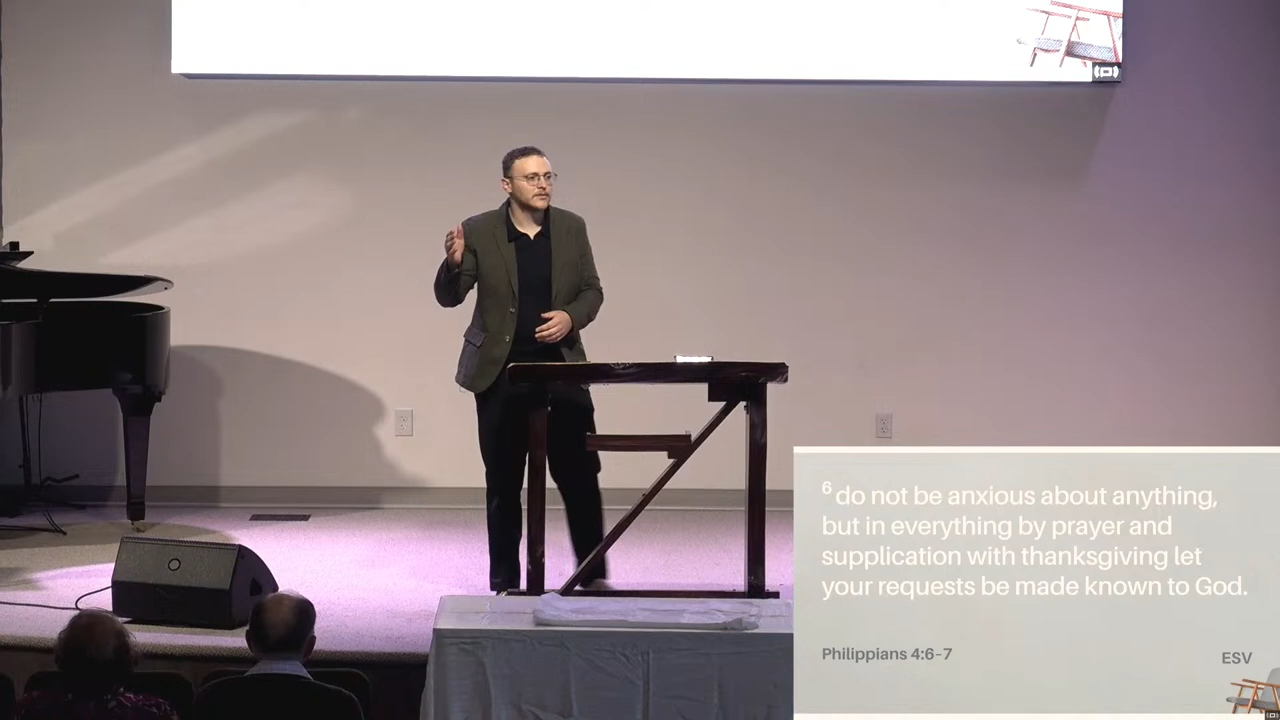 6 do not be anxious about anything,
but in everything by prayer and
supplication with thanksgiving let
your requests be made known to God.
Philippians 4:6-7
ESV